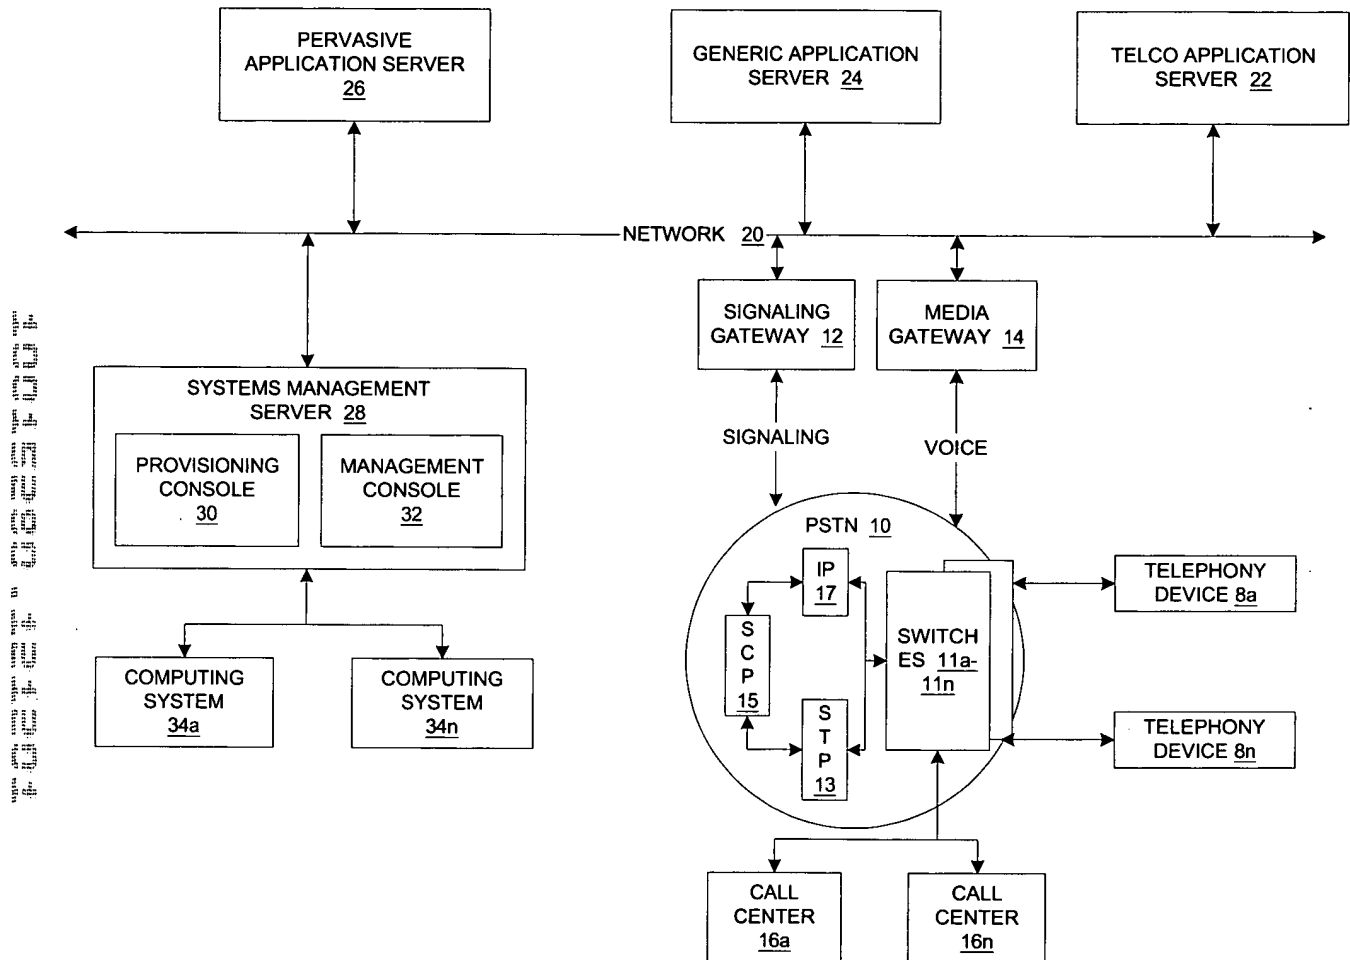 PERVASIVE
APPLICATION SERVER
26
GENERIC APPLICATION
SERVER 24
TELCO APPLICATION
SERVER 22
NETWORK 20
SIGNALING
GATEWAY 12
MEDIA
GATEWAY 14
SYSTEMS MANAGEMENT
SERVER 28
PROVISIONING
CONSOLE
30
MANAGEMENT
CONSOLE
32
SIGNALING
VOICE
PSTN 10
IP
17
S
C
P
15
S
T
P
13
SWITCH
ES 11a-
11n
TELEPHONY
DEVICE 8a
TELEPHONY
DEVICE 8n
COMPUTING
SYSTEM
34a
COMPUTING
SYSTEM
34n
CALL
CENTER
16a
CALL
CENTER
16n